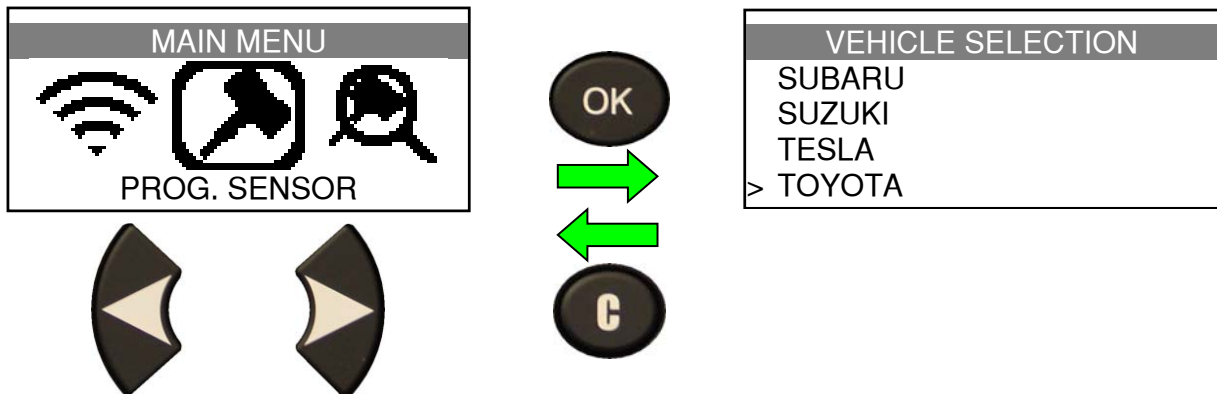 MAIN MENU
PROG. SENSOR
OK
C
VEHICLE SELECTION
SUBARU
SUZUKI
TESLA
> TOYOTA